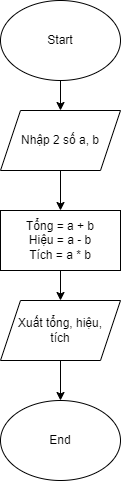 Start
Nhập 2 số a, b
Tổng = a + b
Hiệu = a - b
Tích = a * b
Xuất tổng, hiệu,
tích
End